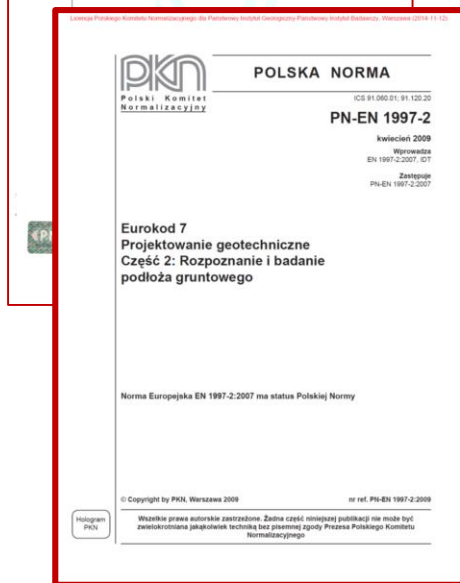 Licencja Polskiego Komitetu Normalizacyjnego dla Państwowy Instytut Geologiczny-Państwowy Instytut Badawczy, Warszawa (2014-11-12)
pkn
POLSKA NORMA
Polski Komitet
Normalizacyjny
ICS 91.060.01; 91.120.20
PN-EN 1997-2
kwiecień 2009
Wprowadza
EN 1997-2:2007, IDT
Zastępuje
PN-EN 1997-2:2007
Eurokod 7
Projektowanie geotechniczne
Część 2: Rozpoznanie i badanie
podłoża gruntowego
Norma Europejska EN 1997-2:2007 ma status Polskiej Normy
© Copyright by PKN, Warszawa 2009
nr ref. PN-EN 1997-2:2009
Hologram
PKN
Wszelkie prawa autorskie zastrzeżone. Żadna część niniejszej publikacji nie może być
zwielokrotniana jakąkolwiek techniką bez pisemnej zgody Prezesa Polskiego Komitetu
Normalizacyjnego